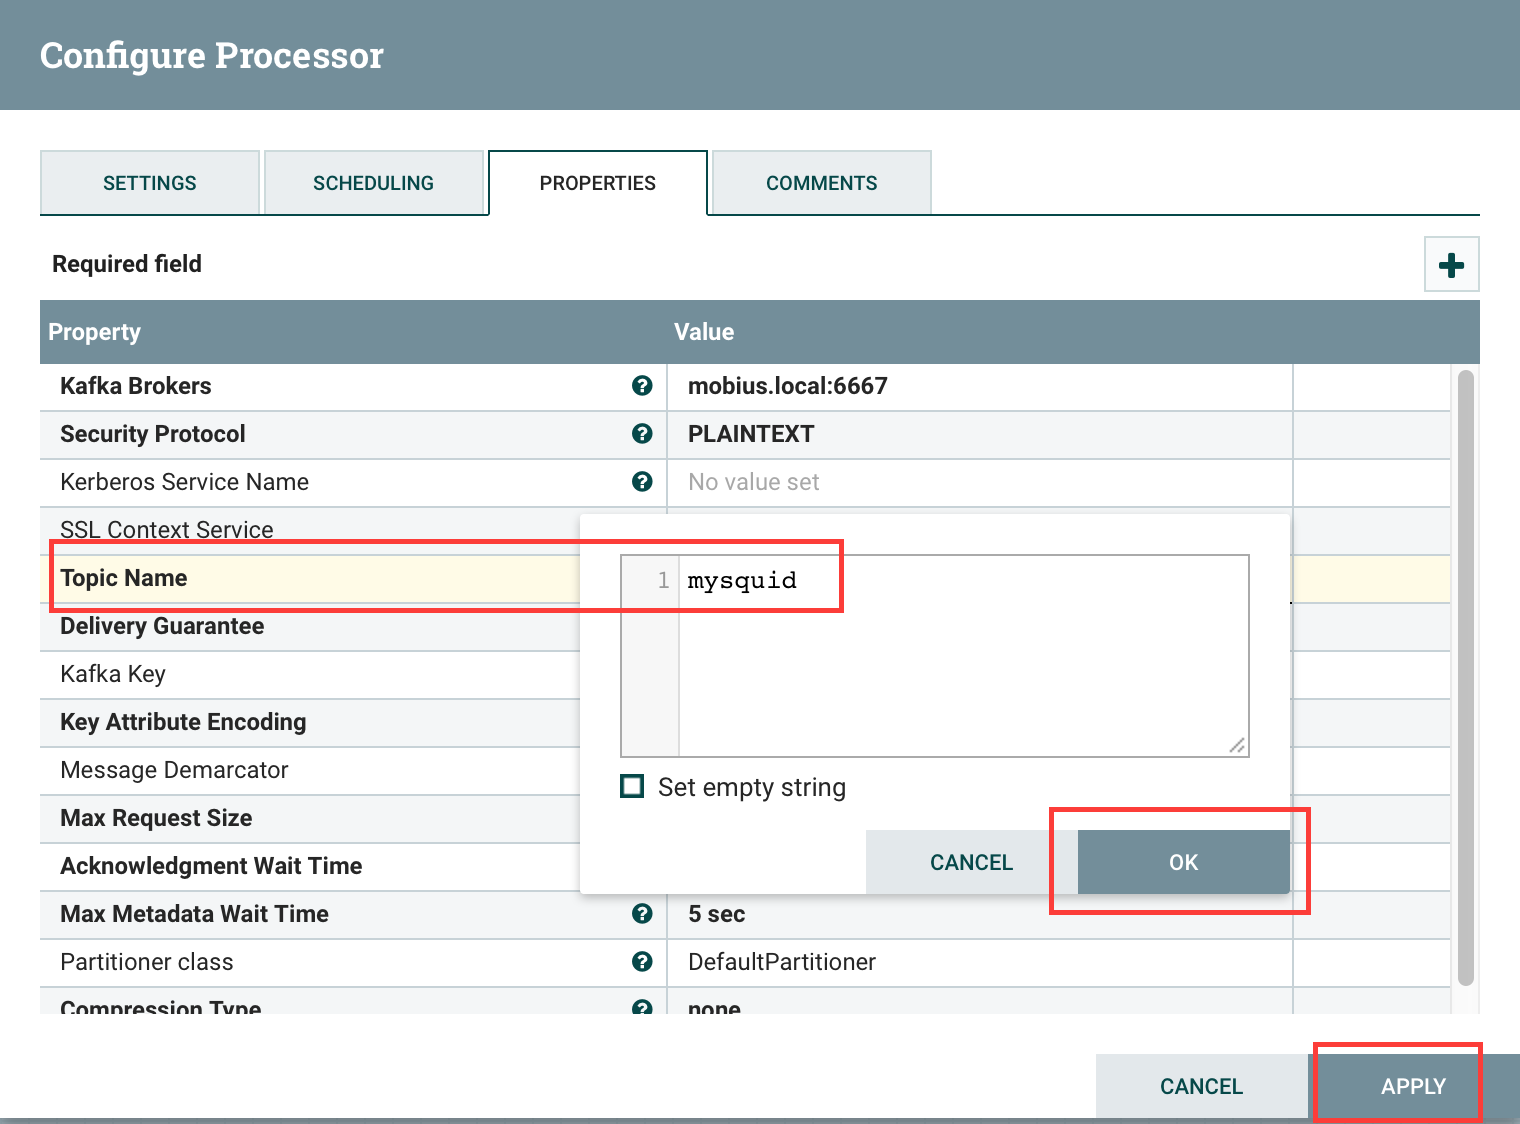 Configure Processor
SETTINGS SCHEDULING PROPERTIES COMMENTS
Required field
Property Value
Kafka Brokers mobius.local:6667
Security Protocol PLAINTEXT
Kerberos Service Name No value set
SSL Context Service
Topic Name 1 mysquid
Delivery Guarantee
Kafka Key
Key Attribute Encoding
Message Demarcator
Set empty string
Max Request Size
Acknowledgment Wait Time
CANCEL OK
Max Metadata Wait Time 5 sec
Partitioner class DefaultPartitioner
Compression Type none
CANCEL APPLY